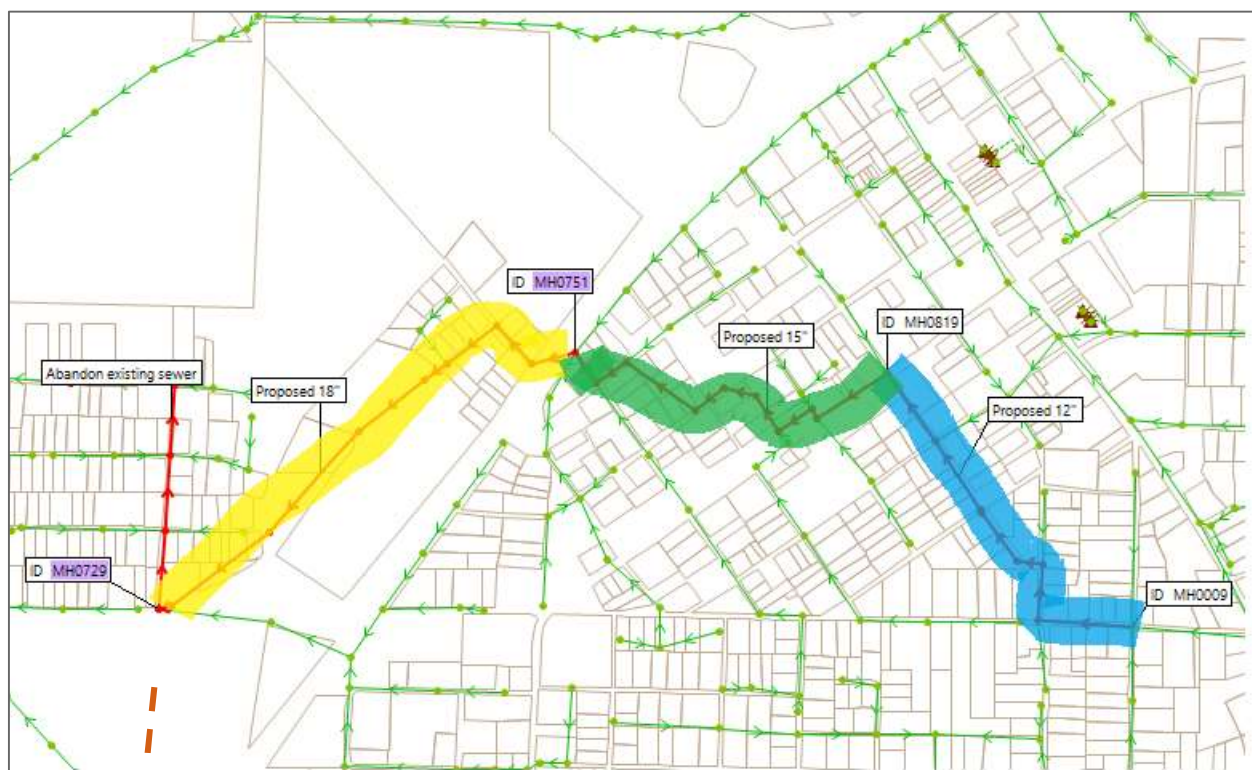 ID MH0751
ID MH0819
Proposed 15"
Abandon existing sewer
Proposed 18"
Proposed 12"
ID MH0729
ID MH0009